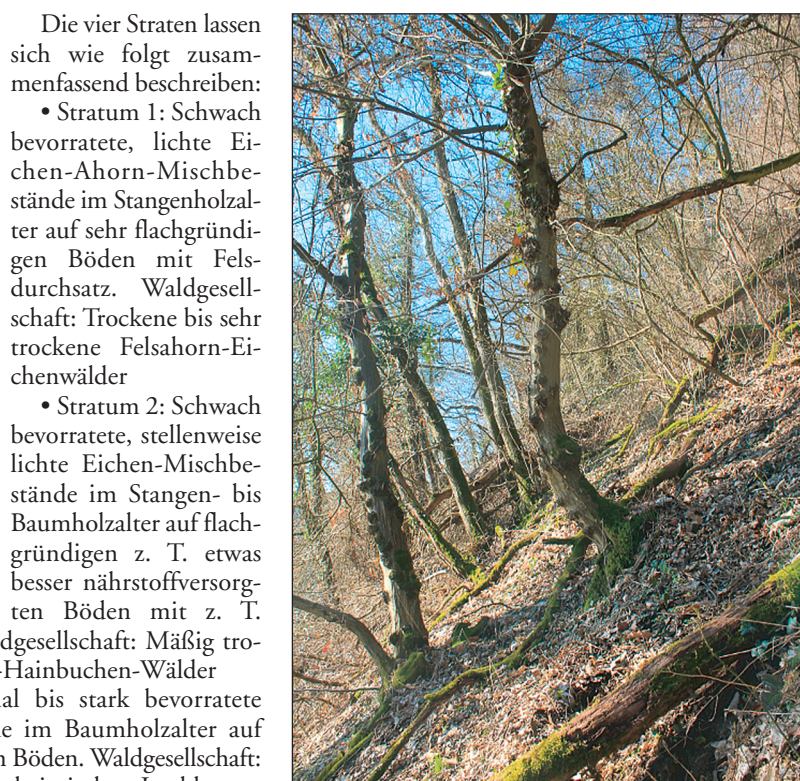 Die vier Straten lassen
sich wie folgt zusam-
menfassend beschreiben:
• Stratum 1: Schwach
bevorratete, lichte Ei-
chen-Ahorn-Mischbe-
stände im Stangenholzal-
ter auf sehr flachgründi-
gen Böden mit Fels-
durchsatz. Waldgesell-
schaft: Trockene bis sehr
trockene Felsahorn-Ei-
chenwälder
• Stratum 2: Schwach
bevorratete, stellenweise
lichte Eichen-Mischbe-
stände im Stangen- bis
Baumholzalter auf flach-
gründigen z. T. etwas
besser nährstoffversorg-
ten Böden mit z. T.
dgesellschaft: Mäßig tro-
-Hainbuchen-Wälder
al bis stark bevorratete
e im Baumholzalter auf
n Böden. Waldgesellschaft: